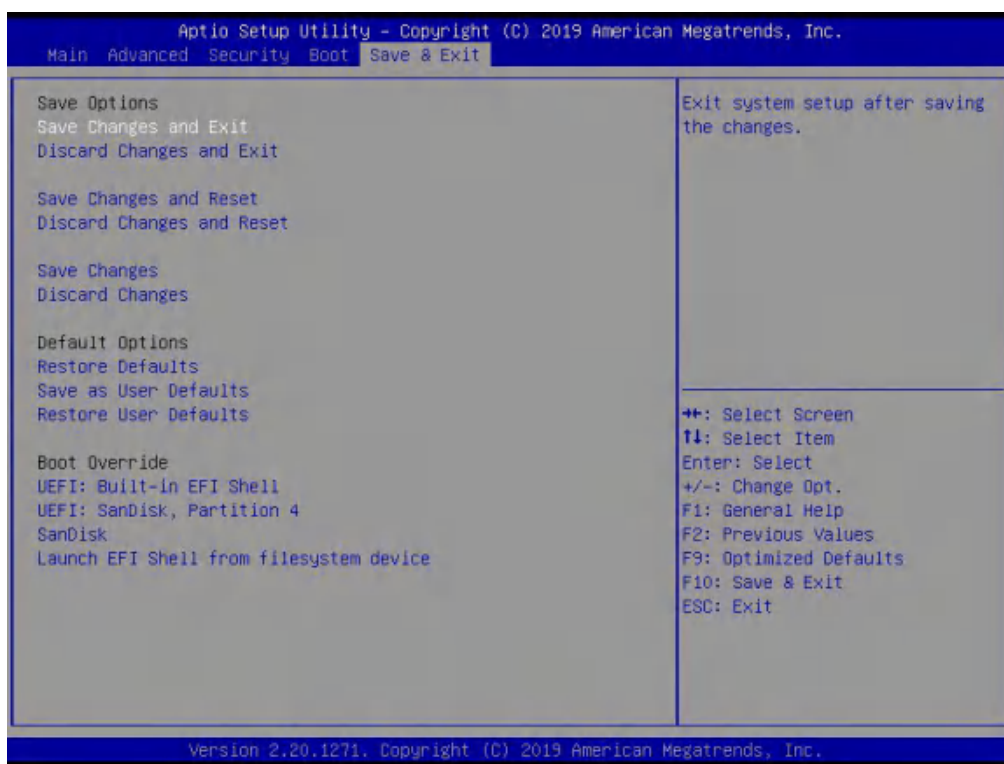 Aptio Setup Utility – Copyright (C) 2019 American Megatrends, Inc.
Main Advanced Security Boot Save & Exit
Save Options
Save Changes and Exit
Discard Changes and Exit
Save Changes and Reset
Discard Changes and Reset
Save Changes
Discard Changes
Default Options
Restore Defaults
Save as User Defaults
Restore User Defaults
Boot Override
UEFI: Built-in EFI Shell
UEFI: SanDisk, Partition 4
SanDisk
Launch EFI Shell from filesystem device
Exit system setup after saving
the changes.
→←: Select Screen
↑↓: Select Item
Enter: Select
+/-: Change Opt.
F1: General Help
F2: Previous Values
F9: Optimized Defaults
F10: Save & Exit
ESC: Exit
Version 2.20.1271. Copyright (C) 2019 American Megatrends, Inc.